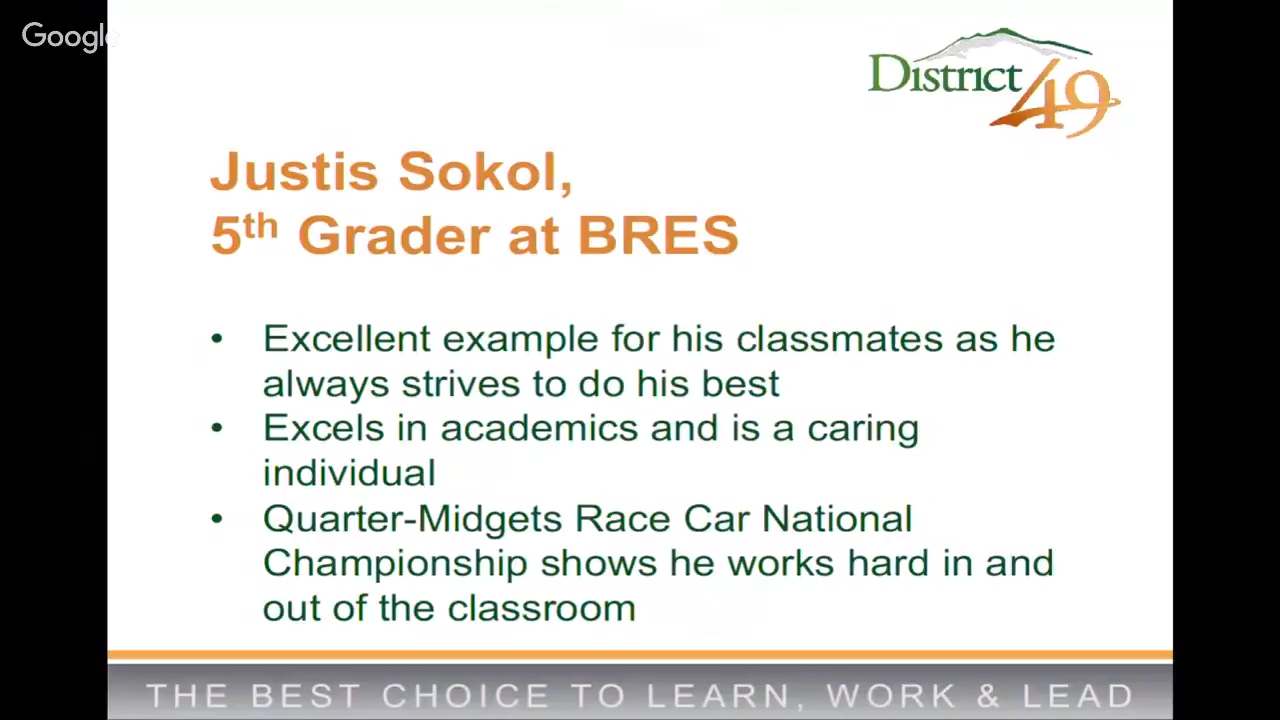 Google
District
49
Justis Sokol,
5th Grader at BRES
• Excellent example for his classmates as he
always strives to do his best
• Excels in academics and is a caring
individual
• Quarter-Midgets Race Car National
Championship shows he works hard in and
out of the classroom
THE BEST CHOICE TO LEARN, WORK & LEAD